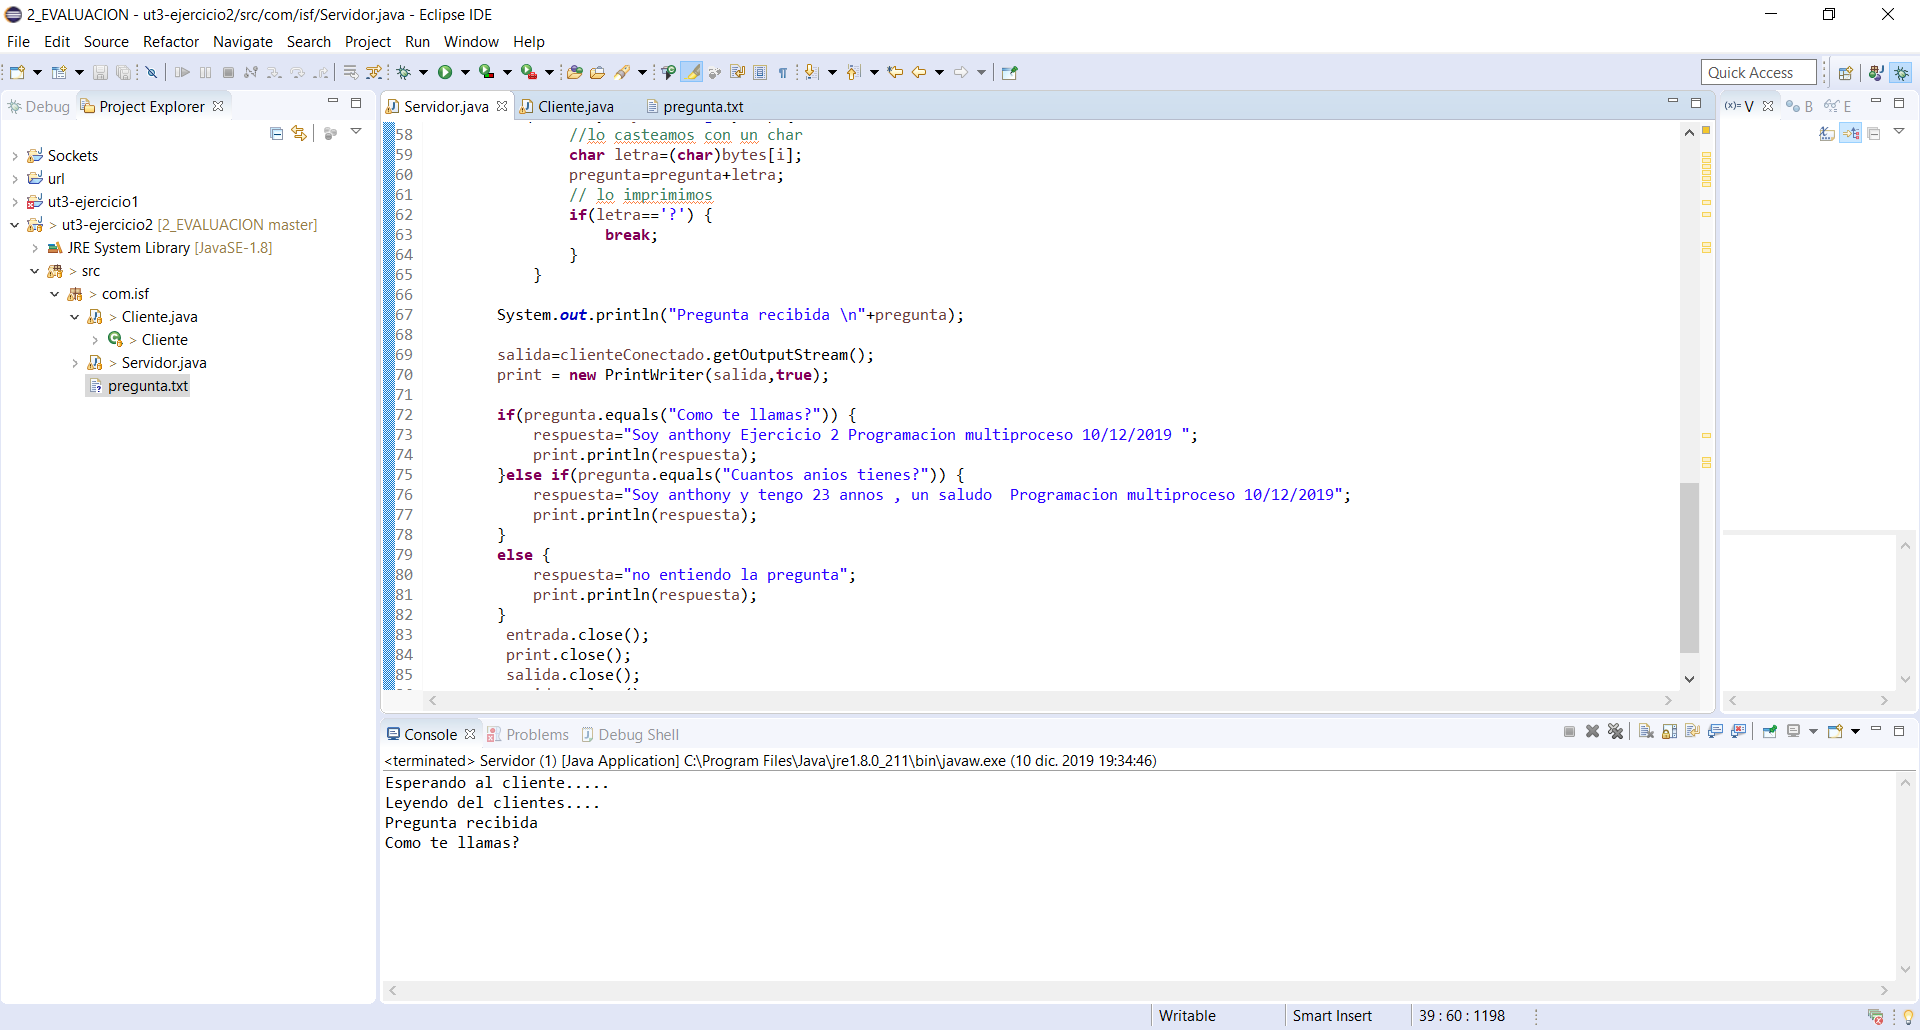 2_EVALUACION - ut3-ejercicio2/src/com/isf/Servidor.java - Eclipse IDE
File Edit Source Refactor Navigate Search Project Run Window Help
Quick Access
Debug Project Explorer
Servidor.java Cliente.java pregunta.txt
(x)= V B E
Sockets
url
ut3-ejercicio1
> ut3-ejercicio2 [2_EVALUACION master]
JRE System Library [JavaSE-1.8]
> src
> com.isf
> Cliente.java
> Cliente
> Servidor.java
pregunta.txt
58 //lo casteamos con un char
59 char letra=(char)bytes[i];
60 pregunta=pregunta+letra;
61 // lo imprimimos
62 if(letra=='?') {
63 break;
64 }
65 }
66
67 System.out.println("Pregunta recibida \n"+pregunta);
68
69 salida=clienteConectado.getOutputStream();
70 print = new PrintWriter(salida,true);
71
72 if(pregunta.equals("Como te llamas?")) {
73 respuesta="Soy anthony Ejercicio 2 Programacion multiproceso 10/12/2019 ";
74 print.println(respuesta);
75 }else if(pregunta.equals("Cuantos anios tienes?")) {
76 respuesta="Soy anthony y tengo 23 annos , un saludo  Programacion multiproceso 10/12/2019";
77 print.println(respuesta);
78 }
79 else {
80 respuesta="no entiendo la pregunta";
81 print.println(respuesta);
82 }
83 entrada.close();
84 print.close();
85 salida.close();
Console Problems Debug Shell
<terminated> Servidor (1) [Java Application] C:\Program Files\Java\jre1.8.0_211\bin\javaw.exe (10 dic. 2019 19:34:46)
Esperando al cliente.....
Leyendo del clientes....
Pregunta recibida
Como te llamas?
Writable Smart Insert 39 : 60 : 1198